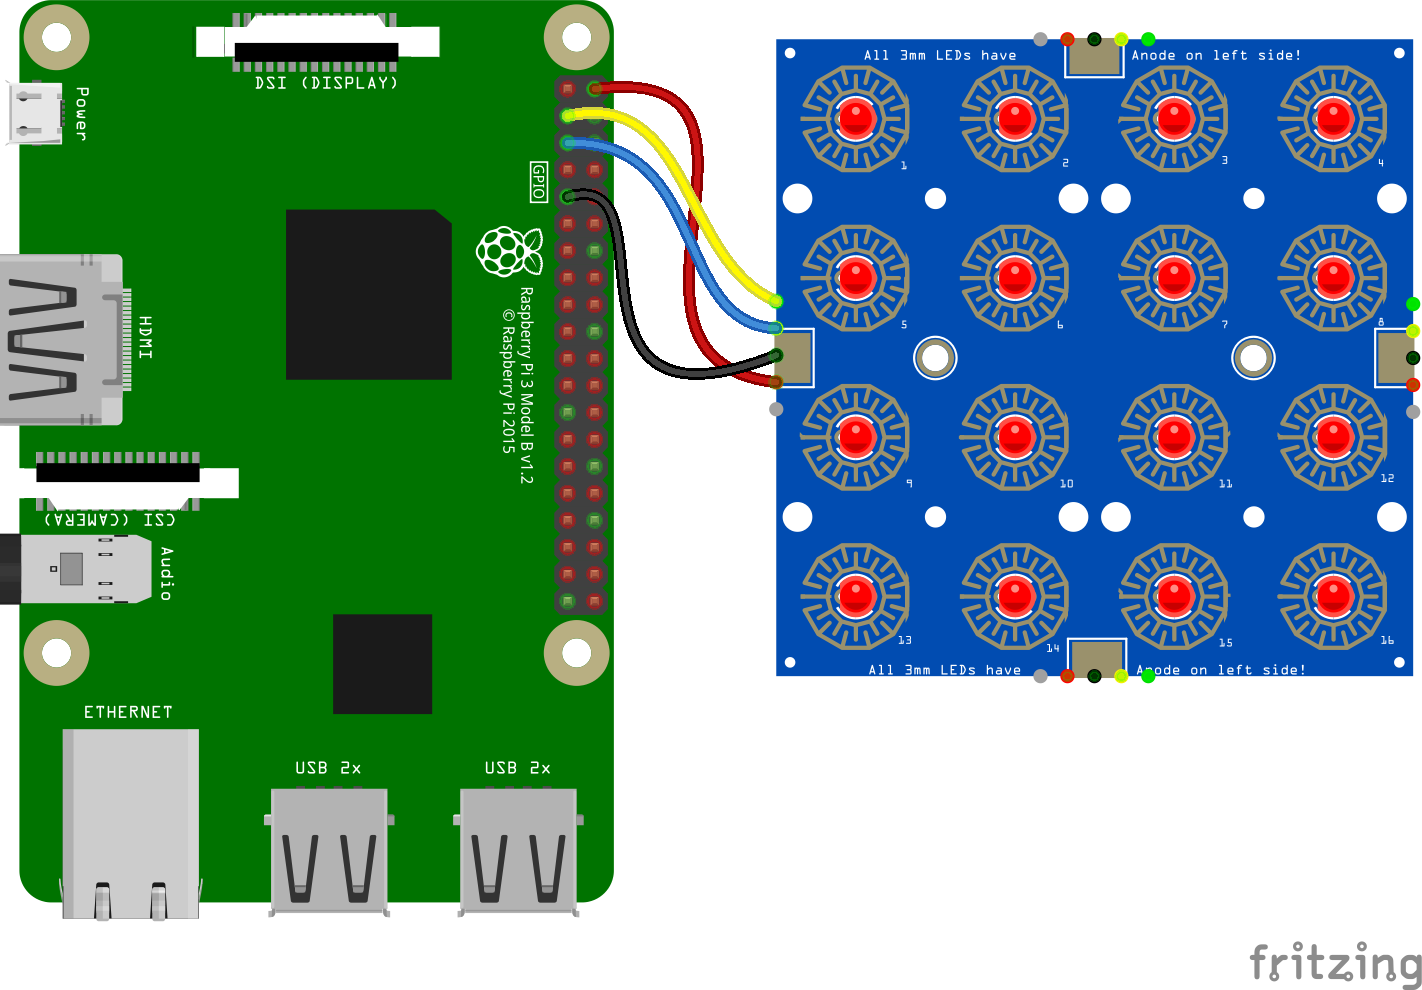 DSI (DISPLAY)
Power
GPIO
Raspberry Pi 3 Model B v1.2
© Raspberry Pi 2015
HDMI
CSI (CAMERA)
Audio
ETHERNET
USB 2x
USB 2x
All 3mm LEDs have
Anode on left side!
1
2
3
4
5
6
7
8
9
10
11
12
13
14
15
16
All 3mm LEDs have
Anode on left side!
fritzing